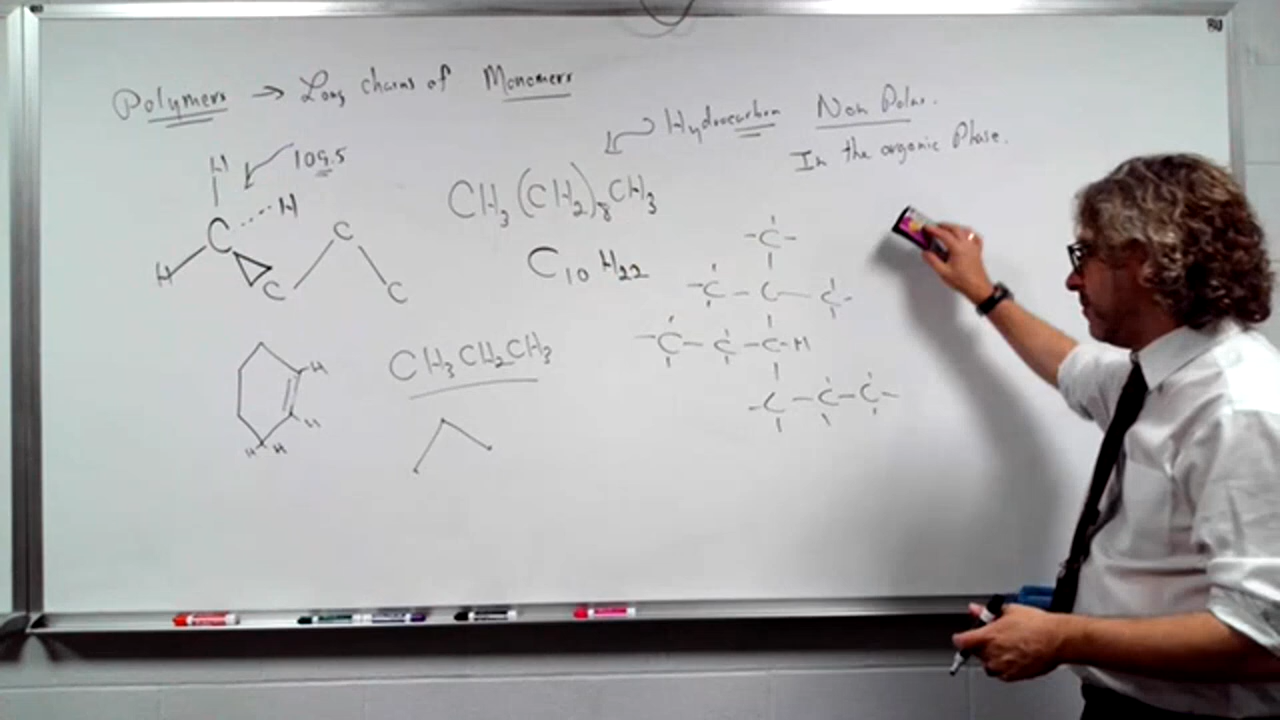 Polymers → Long chains of Monomers
Hydrocarbon Non Polar.
In the organic Phase.
109.5
H
C H
H C C C
CH3(CH2)8CH3
C10H22
CH3CH2CH3
H
H
H H
-C-
-C-C-C-
-C-C-C-H
-C-C-C-